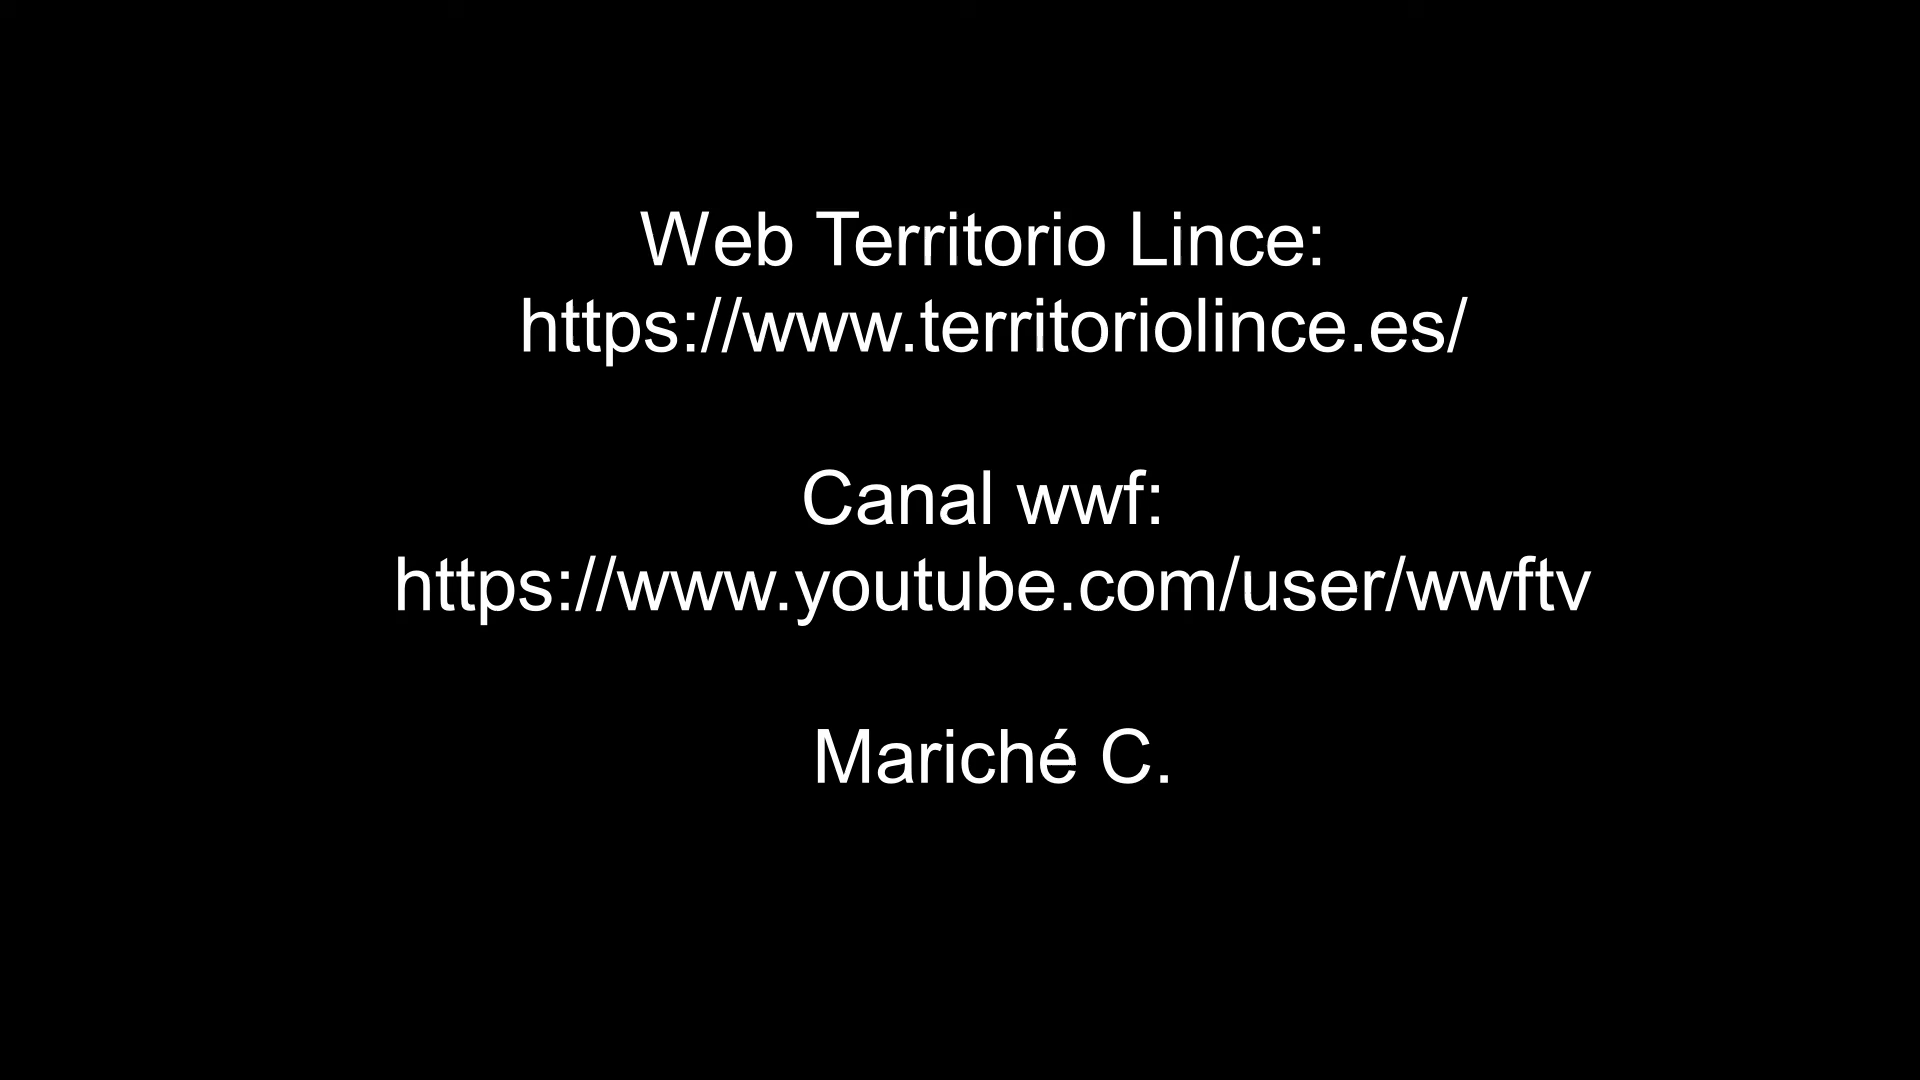 Web Territorio Lince:
https://www.territoriolince.es/
Canal wwf:
https://www.youtube.com/user/wwftv
Mariché C.